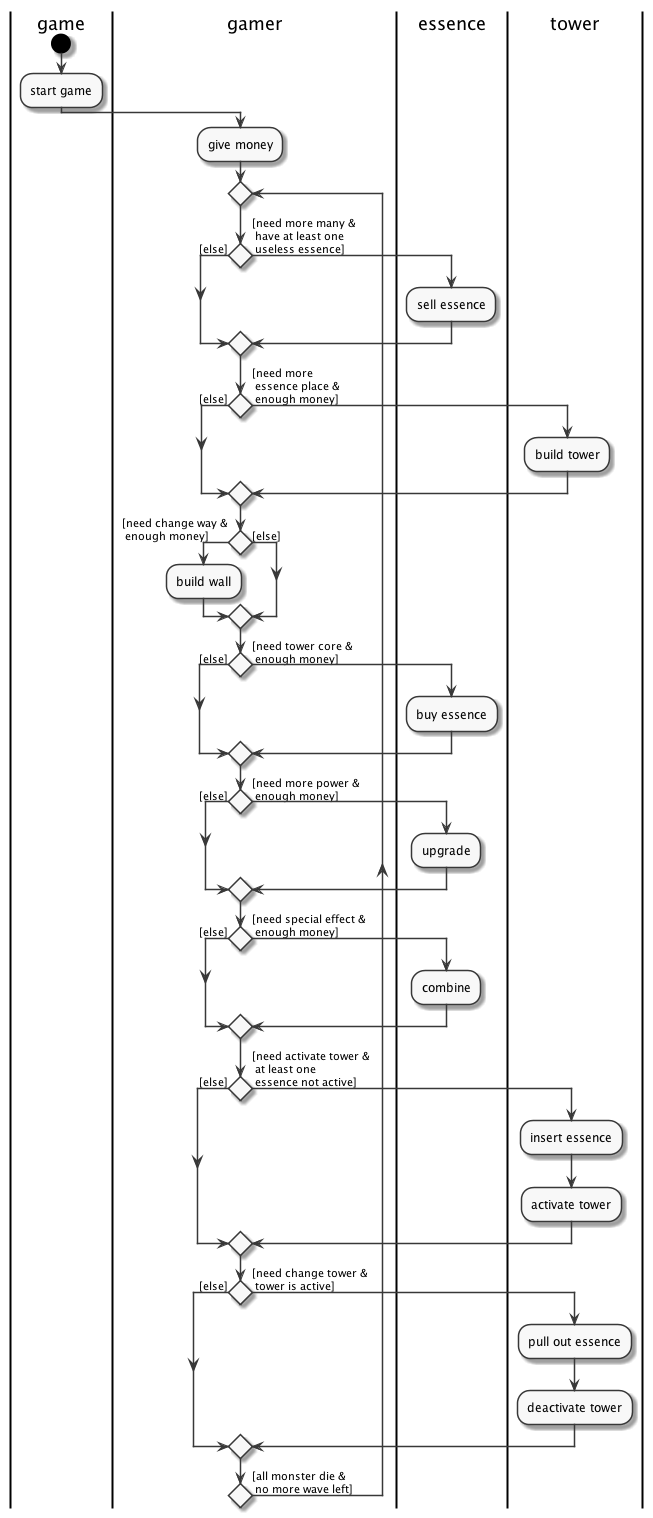 game
gamer
essence
tower
start game
give money
[need more many &
have at least one
useless essence]
[else]
sell essence
[need more
essence place &
enough money]
[else]
build tower
[need change way &
enough money]
[else]
build wall
[need tower core &
enough money]
[else]
buy essence
[need more power &
enough money]
[else]
upgrade
[need special effect &
enough money]
[else]
combine
[need activate tower &
at least one
essence not active]
[else]
insert essence
activate tower
[need change tower &
tower is active]
[else]
pull out essence
deactivate tower
[all monster die &
no more wave left]